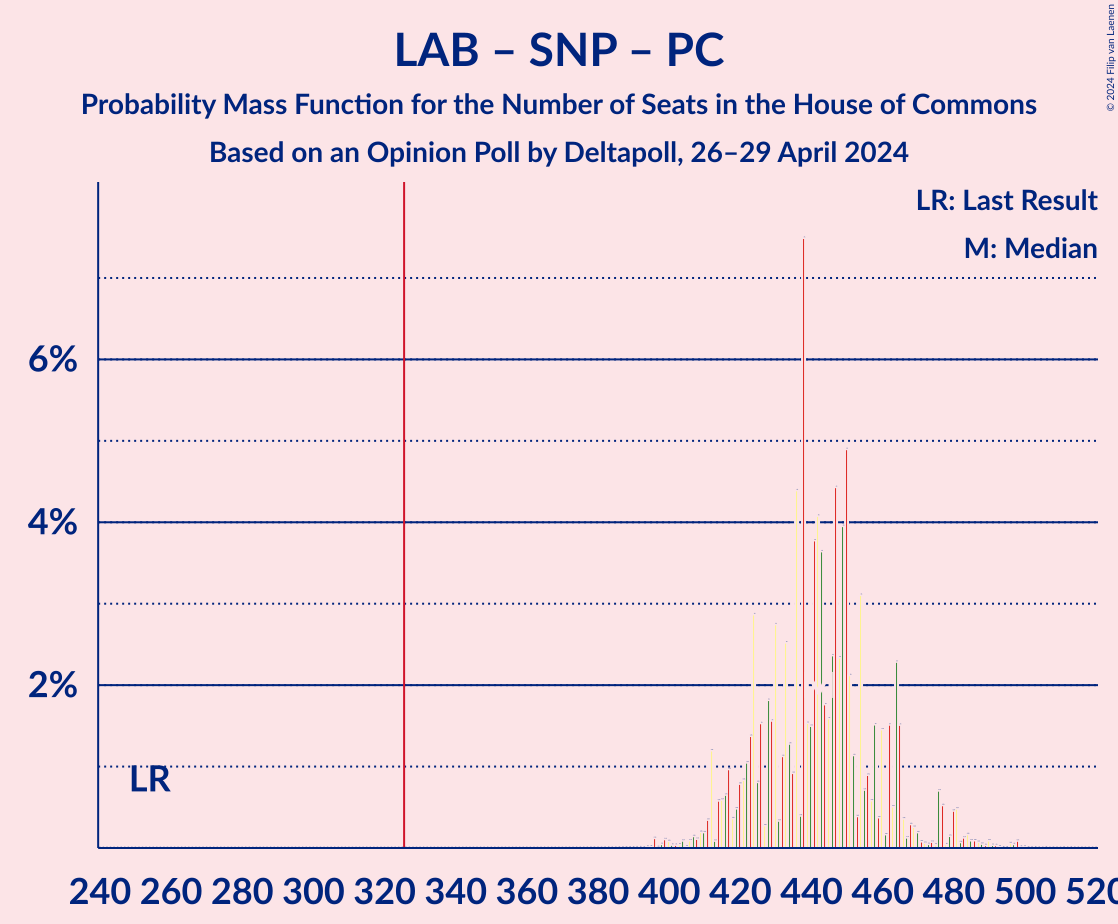 LAB – SNP – PC
Probability Mass Function for the Number of Seats in the House of Commons
Based on an Opinion Poll by Deltapoll, 26–29 April 2024
© 2024 Filip van Laenen
LR: Last Result
M: Median
6%
4%
2%
LR
240 260 280 300 320 340 360 380 400 420 440 460 480 500 520